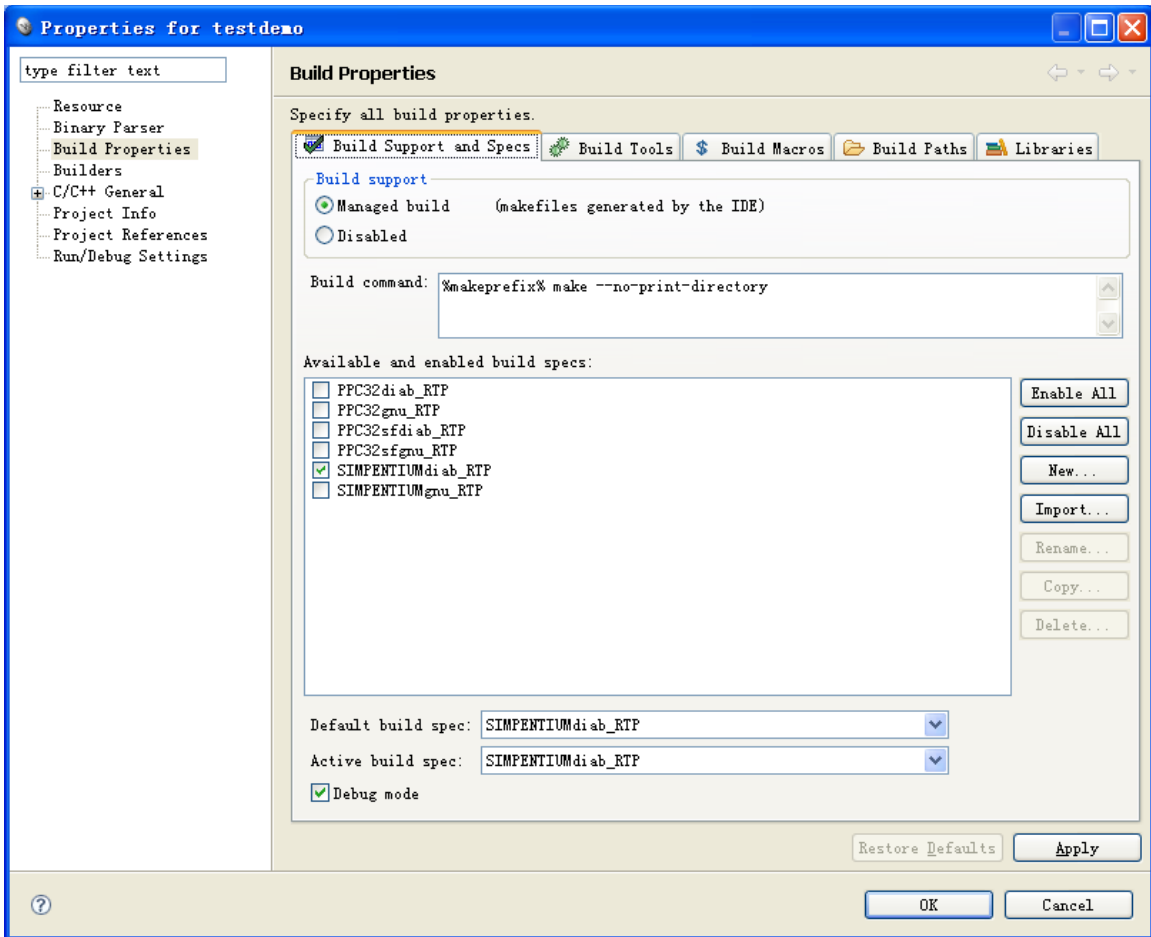 Properties for testdemo
type filter text
Resource
Binary Parser
Build Properties
Builders
C/C++ General
Project Info
Project References
Run/Debug Settings
Build Properties
Specify all build properties.
Build Support and Specs Build Tools $ Build Macros Build Paths Libraries
Build support
Managed build (makefiles generated by the IDE)
Disabled
Build command: %makeprefix% make --no-print-directory
Available and enabled build specs:
PPC32diab_RTP
PPC32gnu_RTP
PPC32sfdiab_RTP
PPC32sfgnu_RTP
SIMPENTIUMdiab_RTP
SIMPENTIUMgnu_RTP
Enable All
Disable All
New...
Import...
Rename...
Copy...
Delete...
Default build spec: SIMPENTIUMdiab_RTP
Active build spec: SIMPENTIUMdiab_RTP
Debug mode
Restore Defaults Apply
? OK Cancel